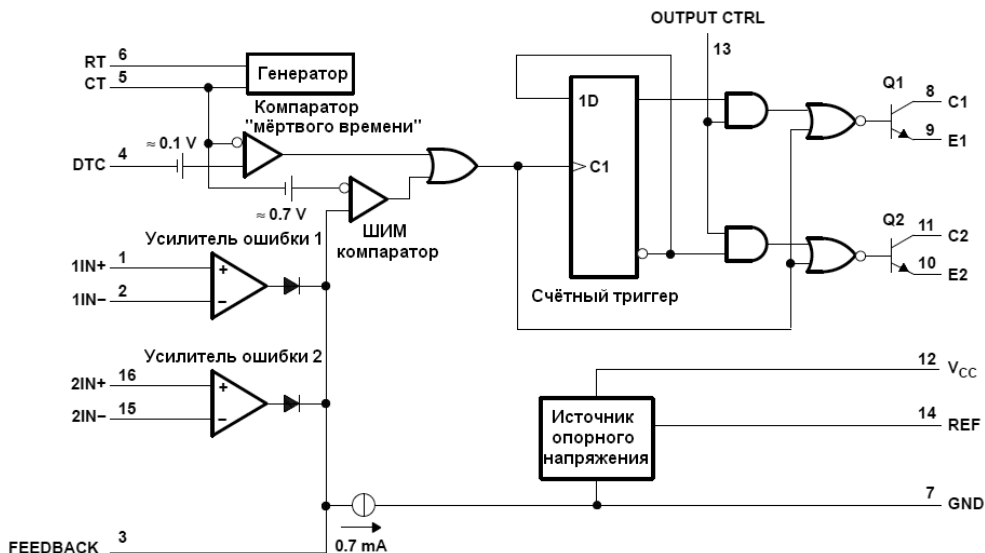 OUTPUT CTRL
13
RT 6
CT 5
Генератор
Компаратор
"мёртвого времени"
≈ 0.1 V
DTC 4
≈ 0.7 V
ШИМ
компаратор
1D
C1
Счётный триггер
Q1
8 C1
9 E1
Q2
11 C2
10 E2
Усилитель ошибки 1
1IN+ 1
+
1IN− 2
−
Усилитель ошибки 2
2IN+ 16
+
2IN− 15
−
12 VCC
Источник
опорного
напряжения
14 REF
7 GND
0.7 mA
FEEDBACK 3